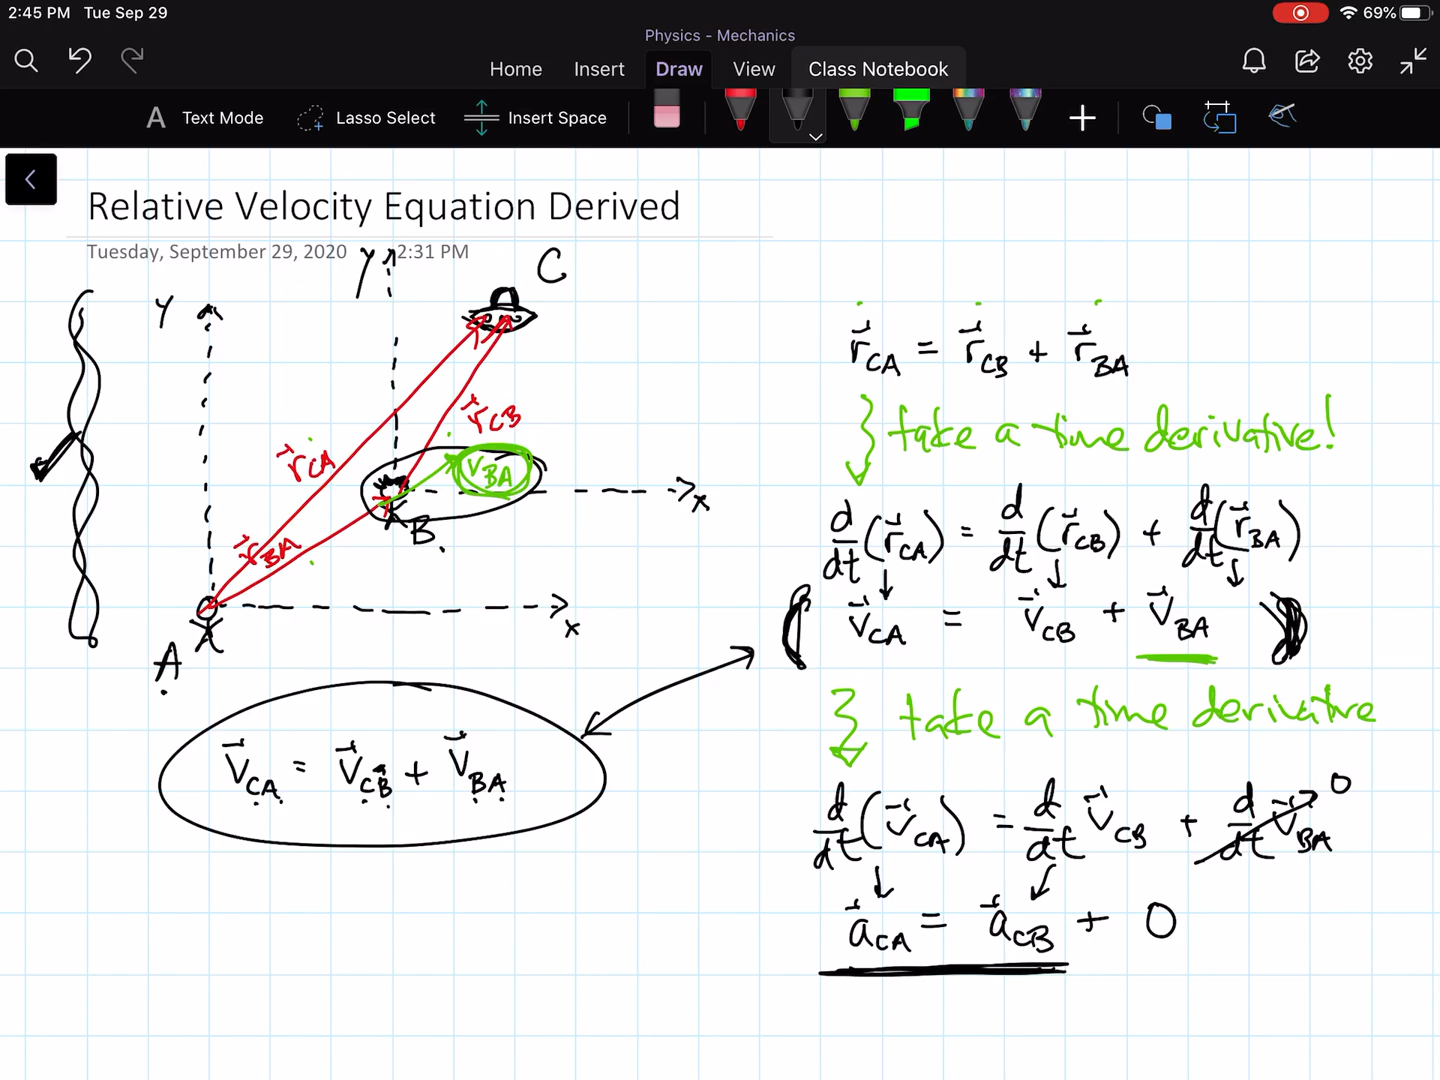 2:45 PM Tue Sep 29
69%
Physics - Mechanics
Home Insert Draw View Class Notebook
Text Mode Lasso Select Insert Space
Relative Velocity Equation Derived
Tuesday, September 29, 2020 2:31 PM
Y
Y
C
r⃗CA
r⃗CB
VBA
x
B
r⃗BA
x
A
V⃗CA = V⃗CB + V⃗BA
r⃗CA = r⃗CB + r⃗BA
take a time derivative!
d/dt (r⃗CA) = d/dt (r⃗CB) + d/dt (r⃗BA)
V⃗CA = V⃗CB + V⃗BA
take a time derivative
d/dt (V⃗CA) = d/dt V⃗CB + d/dt V⃗BA 0
a⃗CA = a⃗CB + 0